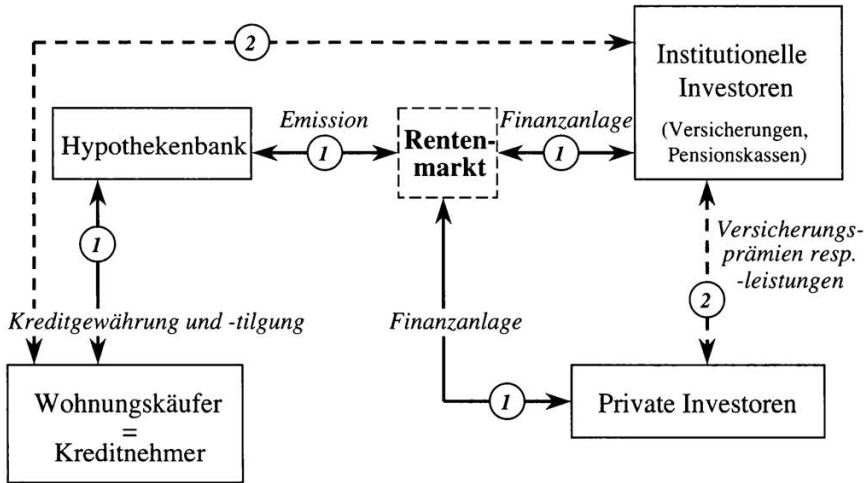 2
Institutionelle
Investoren
(Versicherungen,
Pensionskassen)
Hypothekenbank
Emission
1
Renten-
markt
Finanzanlage
1
1
Versicherungs-
prämien resp.
-leistungen
2
Kreditgewährung und -tilgung
Finanzanlage
Wohnungskäufer
=
Kreditnehmer
1
Private Investoren